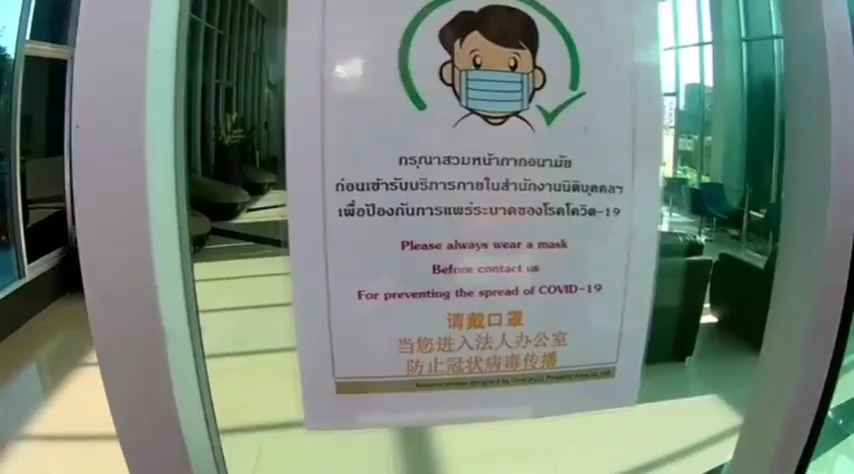 กรุณาสวมหน้ากากอนามัย
ก่อนเข้ารับบริการภายในสำนักงานนิติบุคคลฯ
เพื่อป้องกันการแพร่ระบาดของโรคโควิด-19
Please always wear a mask
Before contact us
For preventing the spread of COVID-19
请戴口罩
当您进入法人办公室
防止冠状病毒传播